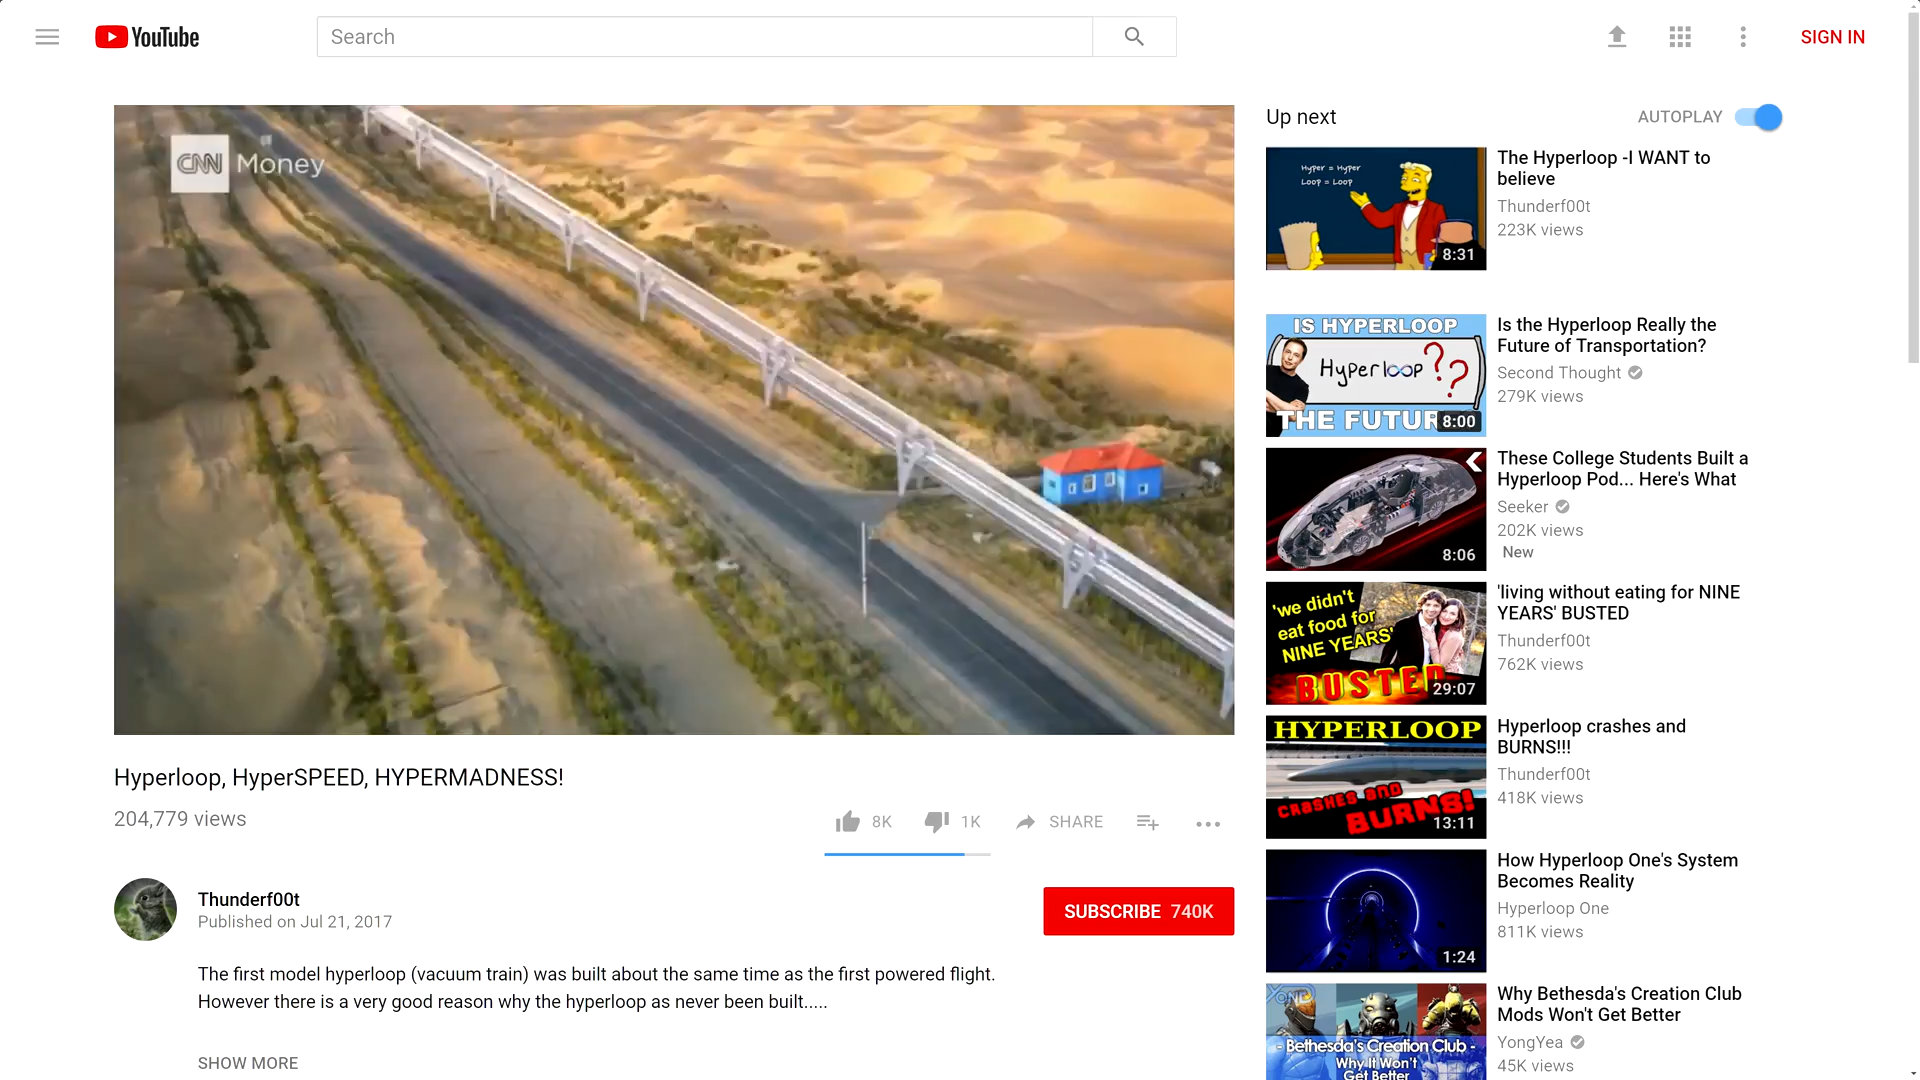 YouTube
Search
SIGN IN
CNN Money
Hyperloop, HyperSPEED, HYPERMADNESS!
204,779 views
8K
1K
SHARE
Thunderf00t
Published on Jul 21, 2017
SUBSCRIBE 740K
The first model hyperloop (vacuum train) was built about the same time as the first powered flight.
However there is a very good reason why the hyperloop as never been built.....
SHOW MORE
Up next
AUTOPLAY
Hyper = Hyper
Loop = Loop
8:31
The Hyperloop -I WANT to
believe
Thunderf00t
223K views
IS HYPERLOOP
Hyperloop ??
THE FUTUR
8:00
Is the Hyperloop Really the
Future of Transportation?
Second Thought
279K views
8:06
These College Students Built a
Hyperloop Pod... Here's What
Seeker
202K views
New
'we didn't
eat food for
NINE YEARS'
BUSTED
29:07
'living without eating for NINE
YEARS' BUSTED
Thunderf00t
762K views
HYPERLOOP
CRASHES AND
BURNS!
13:11
Hyperloop crashes and
BURNS!!!
Thunderf00t
418K views
1:24
How Hyperloop One's System
Becomes Reality
Hyperloop One
811K views
YONG
- Bethesda's Creation Club -
Why It Won't
Get Better
Why Bethesda's Creation Club
Mods Won't Get Better
YongYea
45K views